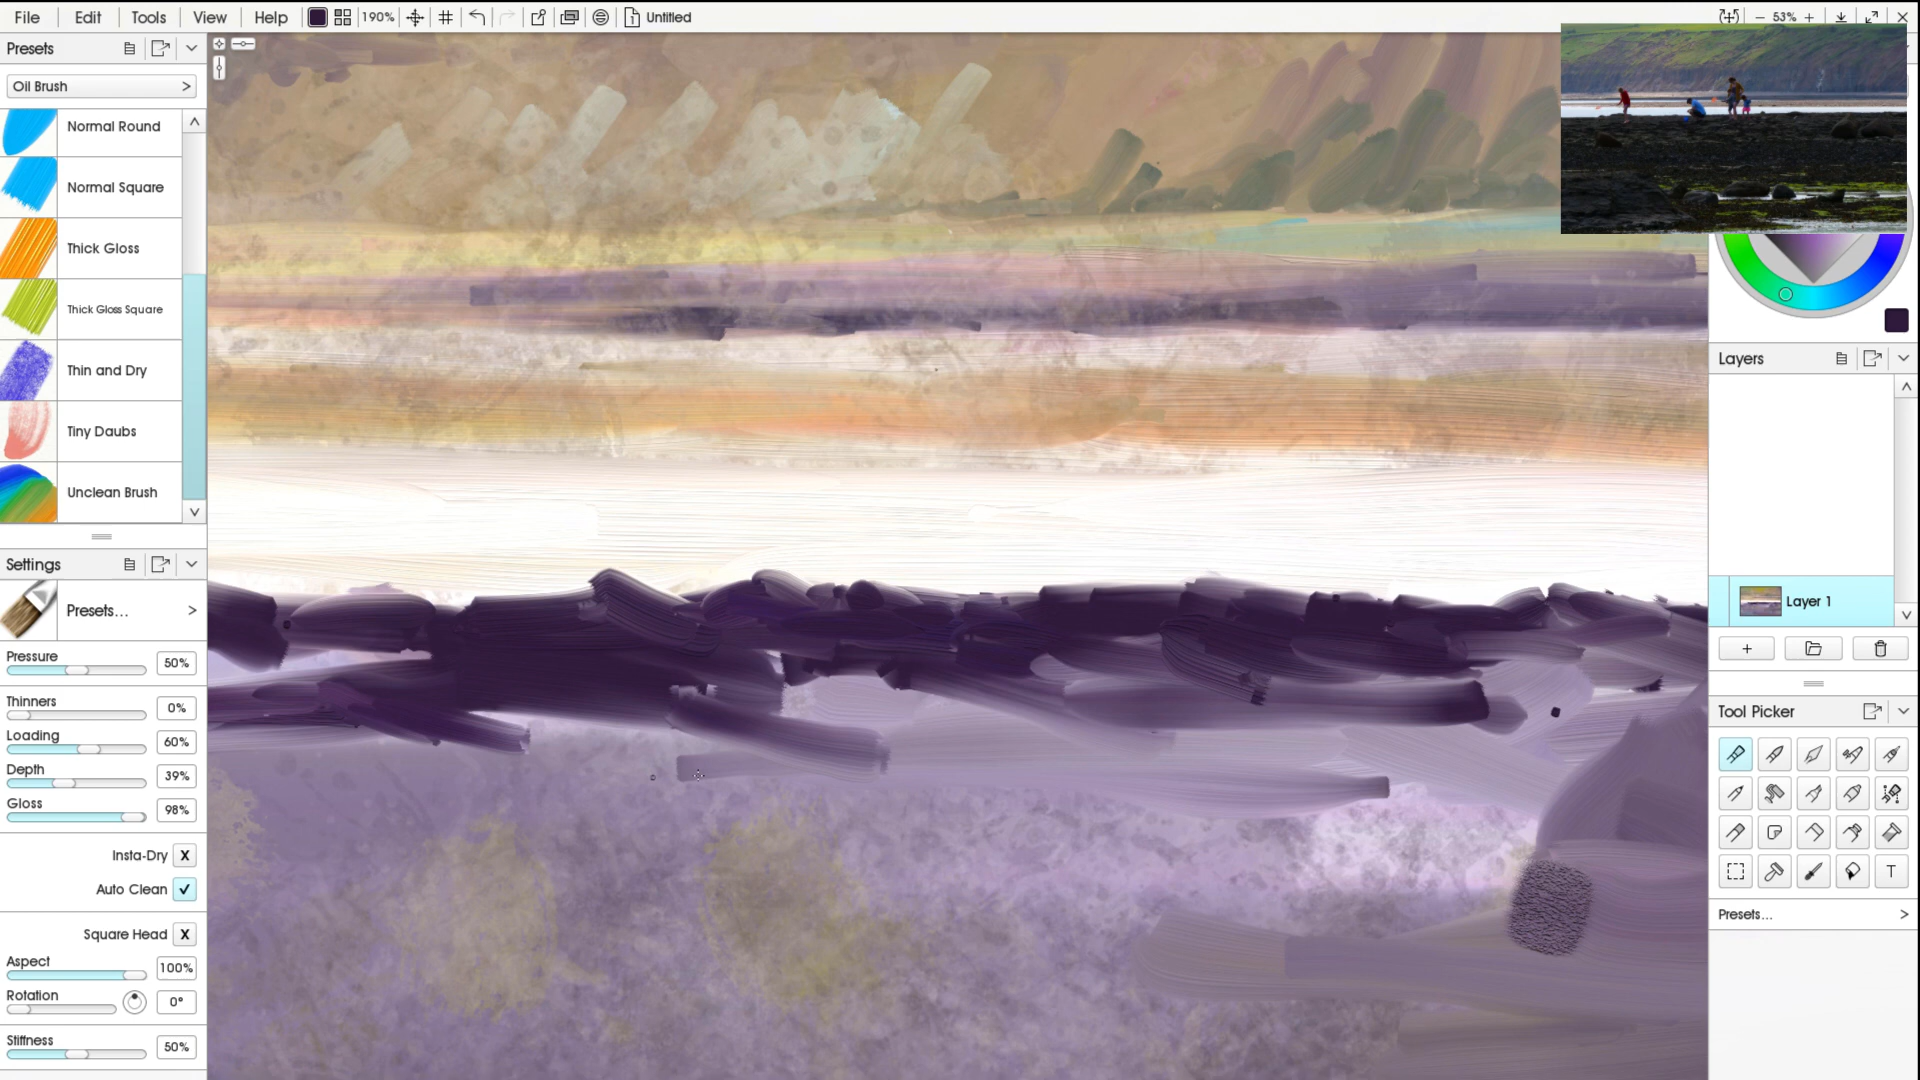 File Edit Tools View Help 190% Untitled 53%
Presets
Oil Brush >
Normal Round
Normal Square
Thick Gloss
Thick Gloss Square
Thin and Dry
Tiny Daubs
Unclean Brush
Settings
Presets... >
Pressure 50%
Thinners 0%
Loading 60%
Depth 39%
Gloss 98%
Insta-Dry X
Auto Clean ✓
Square Head X
Aspect 100%
Rotation 0°
Stiffness 50%
Layers
Layer 1
Tool Picker
T
Presets... >